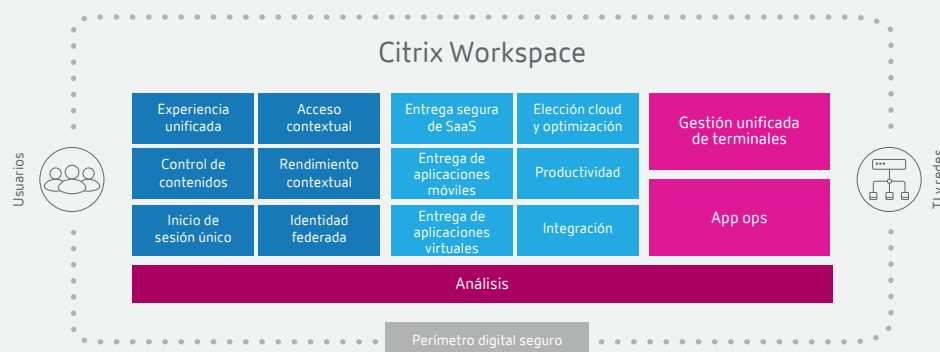 Citrix Workspace
Experiencia
unificada
Acceso
contextual
Entrega segura
de SaaS
Elección cloud
y optimización
Gestión unificada
de terminales
Control de
contenidos
Rendimiento
contextual
Entrega de
aplicaciones
móviles
Productividad
Inicio de
sesión único
Identidad
federada
Entrega de
aplicaciones
virtuales
Integración
App ops
Análisis
Perímetro digital seguro
Usuarios
TI y redes